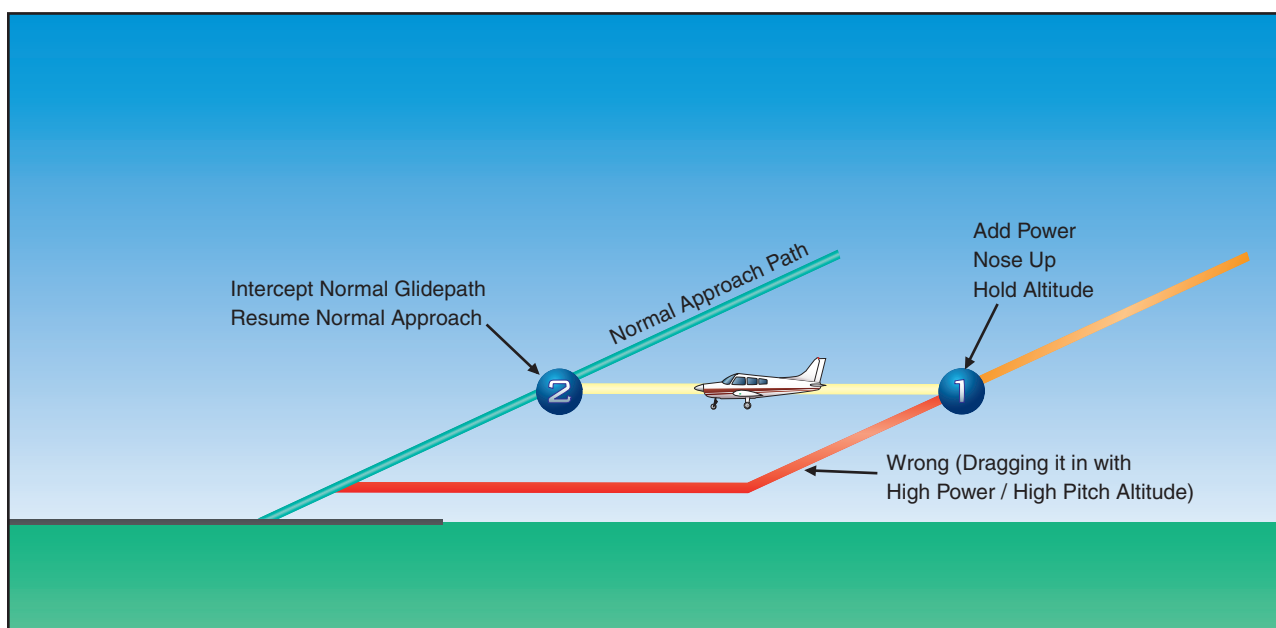 Add Power
Nose Up
Hold Altitude
Normal Approach Path
Intercept Normal Glidepath
Resume Normal Approach
2
1
Wrong (Dragging it in with
High Power / High Pitch Altitude)